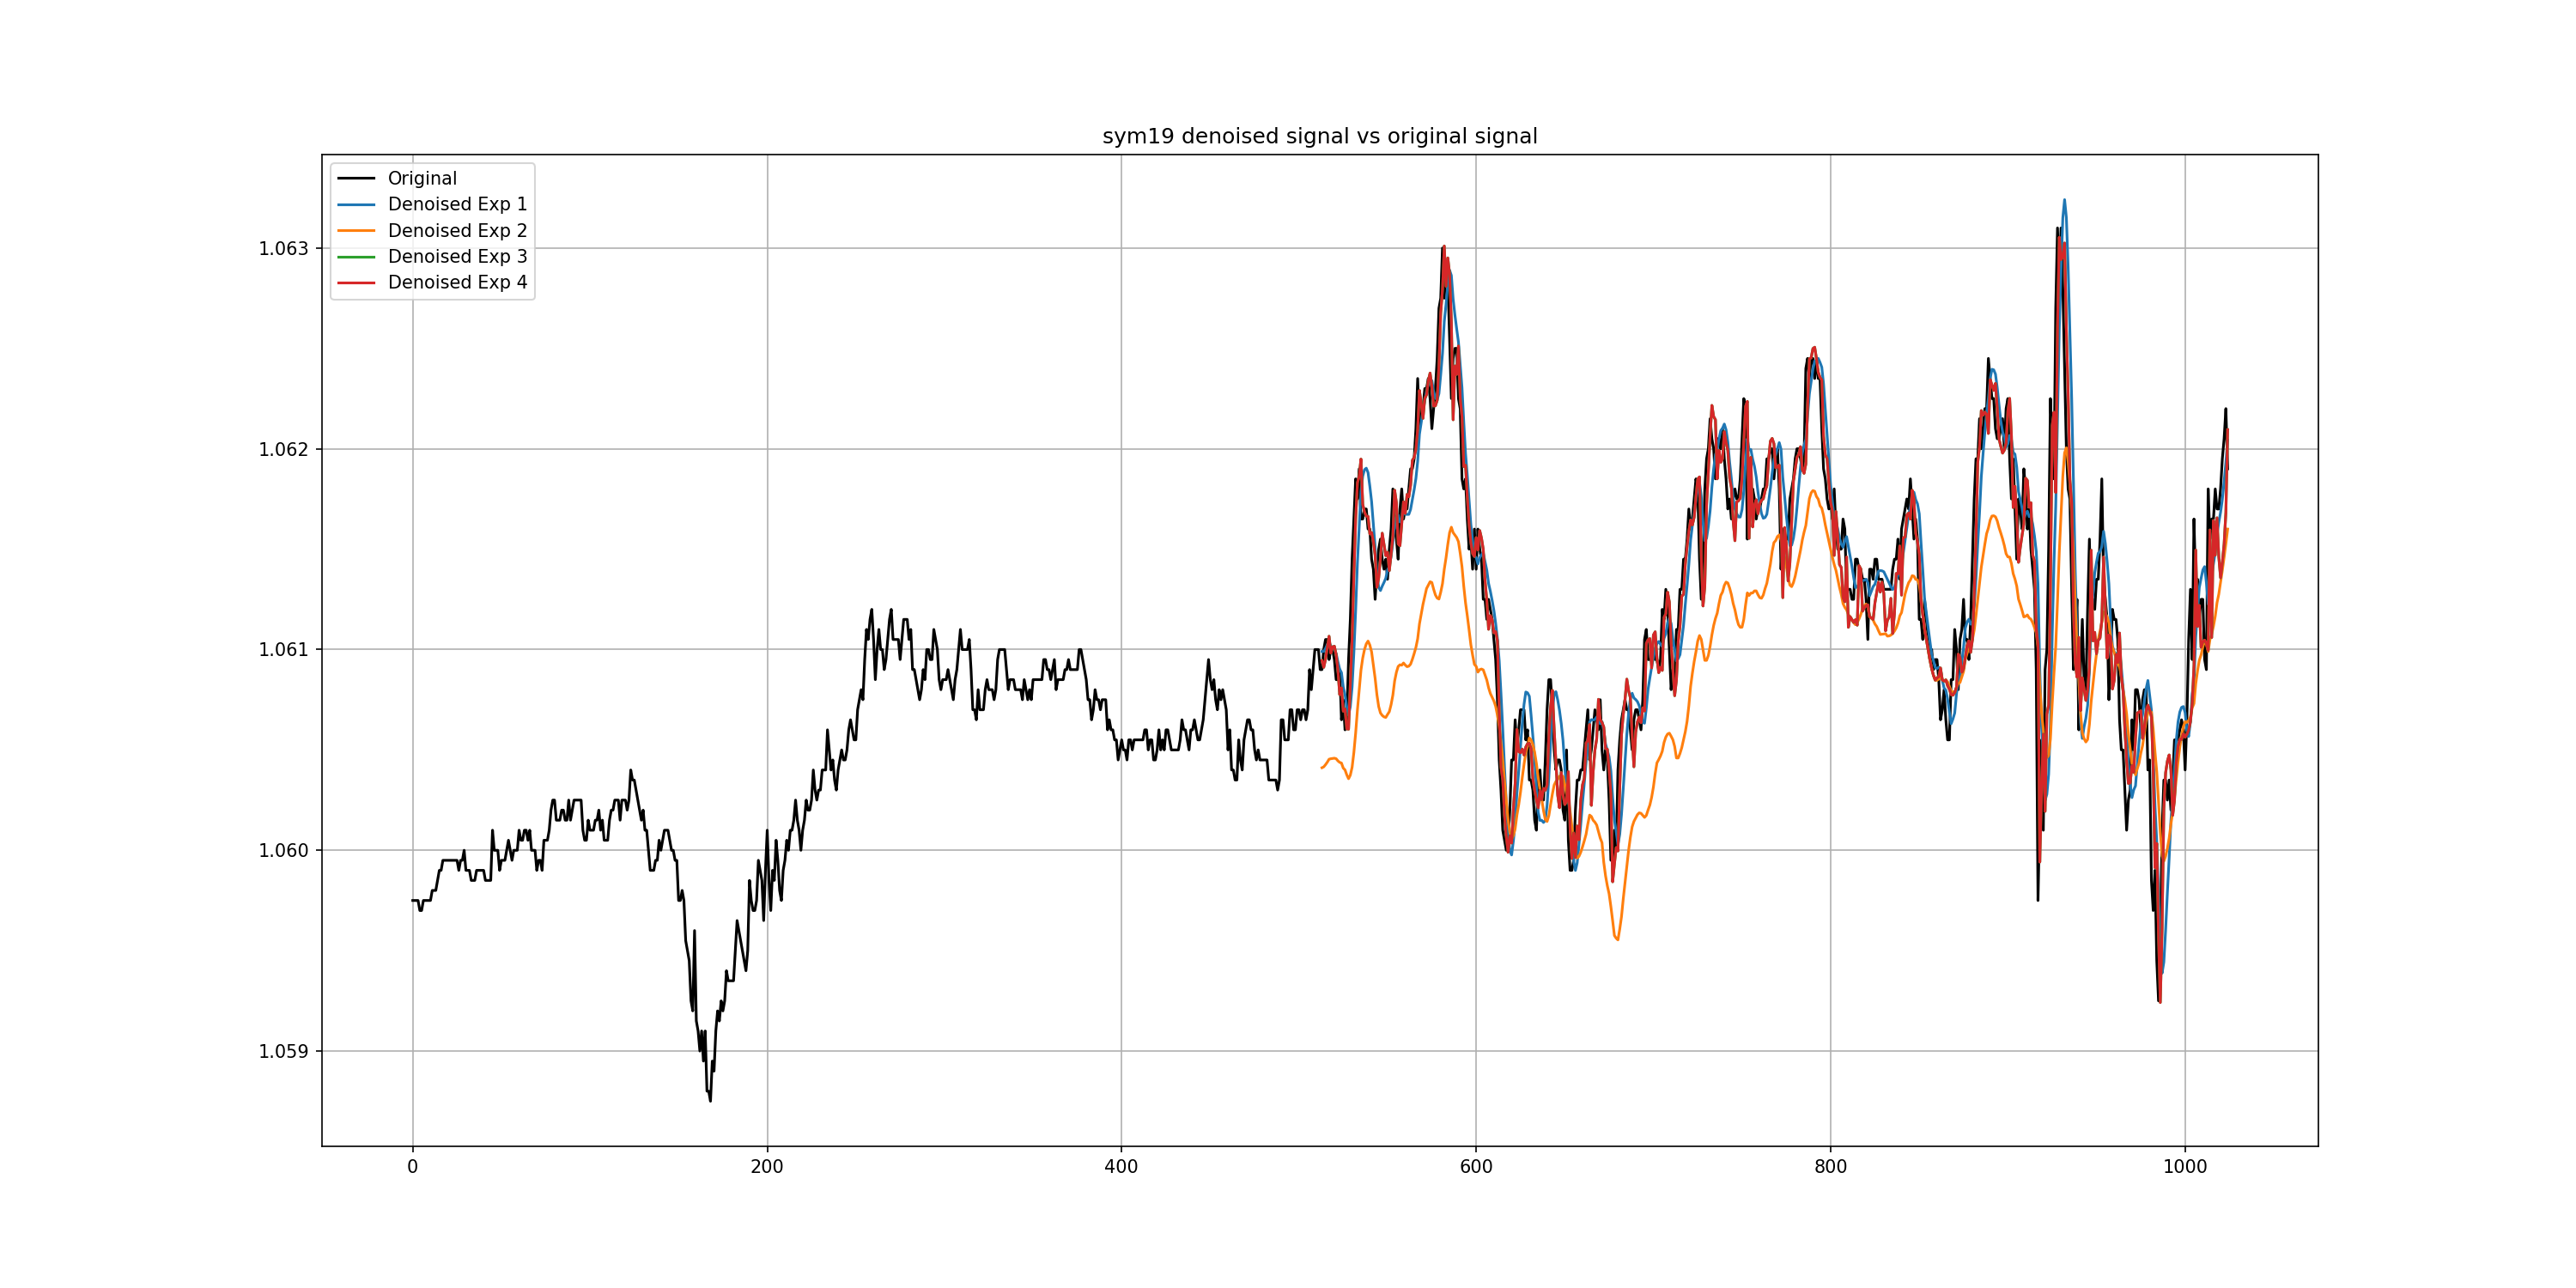 sym19 denoised signal vs original signal
Original
Denoised Exp 1
Denoised Exp 2
Denoised Exp 3
Denoised Exp 4
1.063
1.062
1.061
1.060
1.059
0 200 400 600 800 1000